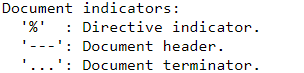 Document indicators:
'%'  : Directive indicator.
'---': Document header.
'...': Document terminator.